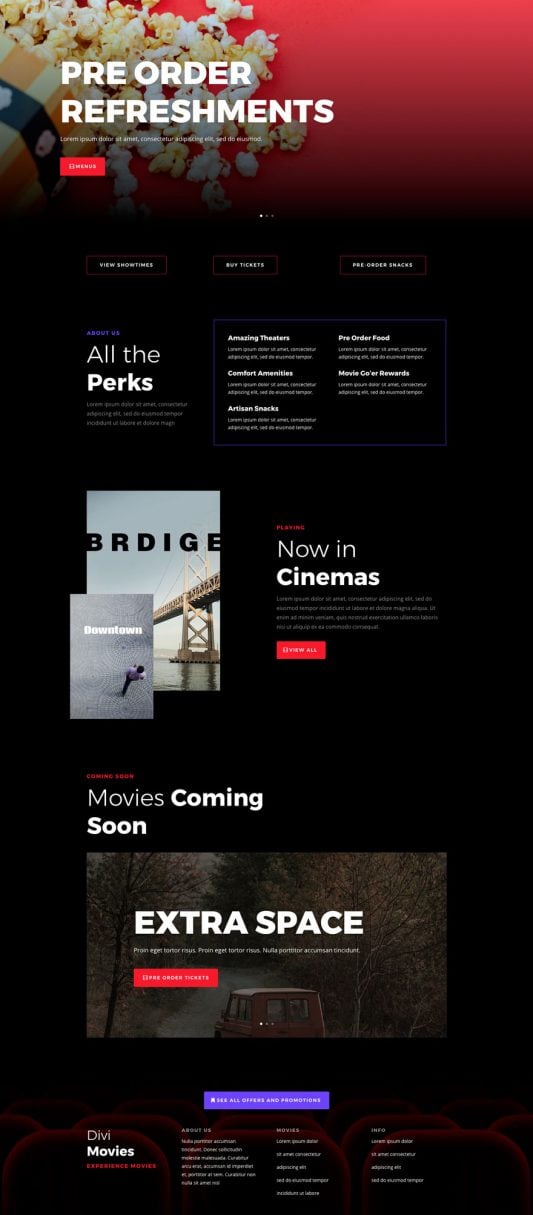 PRE ORDER
REFRESHMENTS
Lorem ipsum dolor sit amet, consectetur adipiscing elit, sed do eiusmod.
MENUS
VIEW SHOWTIMES
BUY TICKETS
PRE-ORDER SNACKS
ABOUT US
All the
Perks
Lorem ipsum dolor sit amet, consectetur
adipiscing elit, sed do eiusmod tempor
incididunt ut labore et dolore magn
Amazing Theaters
Lorem ipsum dolor sit amet, consectetur
adipiscing elit, sed do eiusmod tempor.
Pre Order Food
Lorem ipsum dolor sit amet, consectetur
adipiscing elit, sed do eiusmod tempor.
Comfort Amenities
Lorem ipsum dolor sit amet, consectetur
adipiscing elit, sed do eiusmod tempor.
Movie Go'er Rewards
Lorem ipsum dolor sit amet, consectetur
adipiscing elit, sed do eiusmod tempor.
Artisan Snacks
Lorem ipsum dolor sit amet, consectetur
adipiscing elit, sed do eiusmod tempor.
BRDIGE
Downtown
PLAYING
Now in
Cinemas
Lorem ipsum dolor sit amet, consectetur adipiscing elit, sed do
eiusmod tempor incididunt ut labore et dolore magna aliqua. Ut
enim ad minim veniam, quis nostrud exercitation ullamco laboris
nisi ut aliquip ex ea commodo consequat.
VIEW ALL
COMING SOON
Movies Coming
Soon
EXTRA SPACE
Proin eget tortor risus. Proin eget tortor risus. Nulla porttitor accumsan tincidunt.
PRE ORDER TICKETS
SEE ALL OFFERS AND PROMOTIONS
Divi
Movies
EXPERIENCE MOVIES
ABOUT US
Nulla porttitor accumsan
tincidunt. Donec sollicitudin
molestie malesuada. Curabitur
arcu erat, accumsan id imperdiet
et, porttitor at sem. Curabitur non
nulla sit amet nisl
MOVIES
Lorem ipsum dolor
sit amet consectetur
adipiscing elit
sed do eiusmod tempor
incididunt ut labore
INFO
Lorem ipsum dolor
sit amet consectetur
adipiscing elit
sed do eiusmod tempor